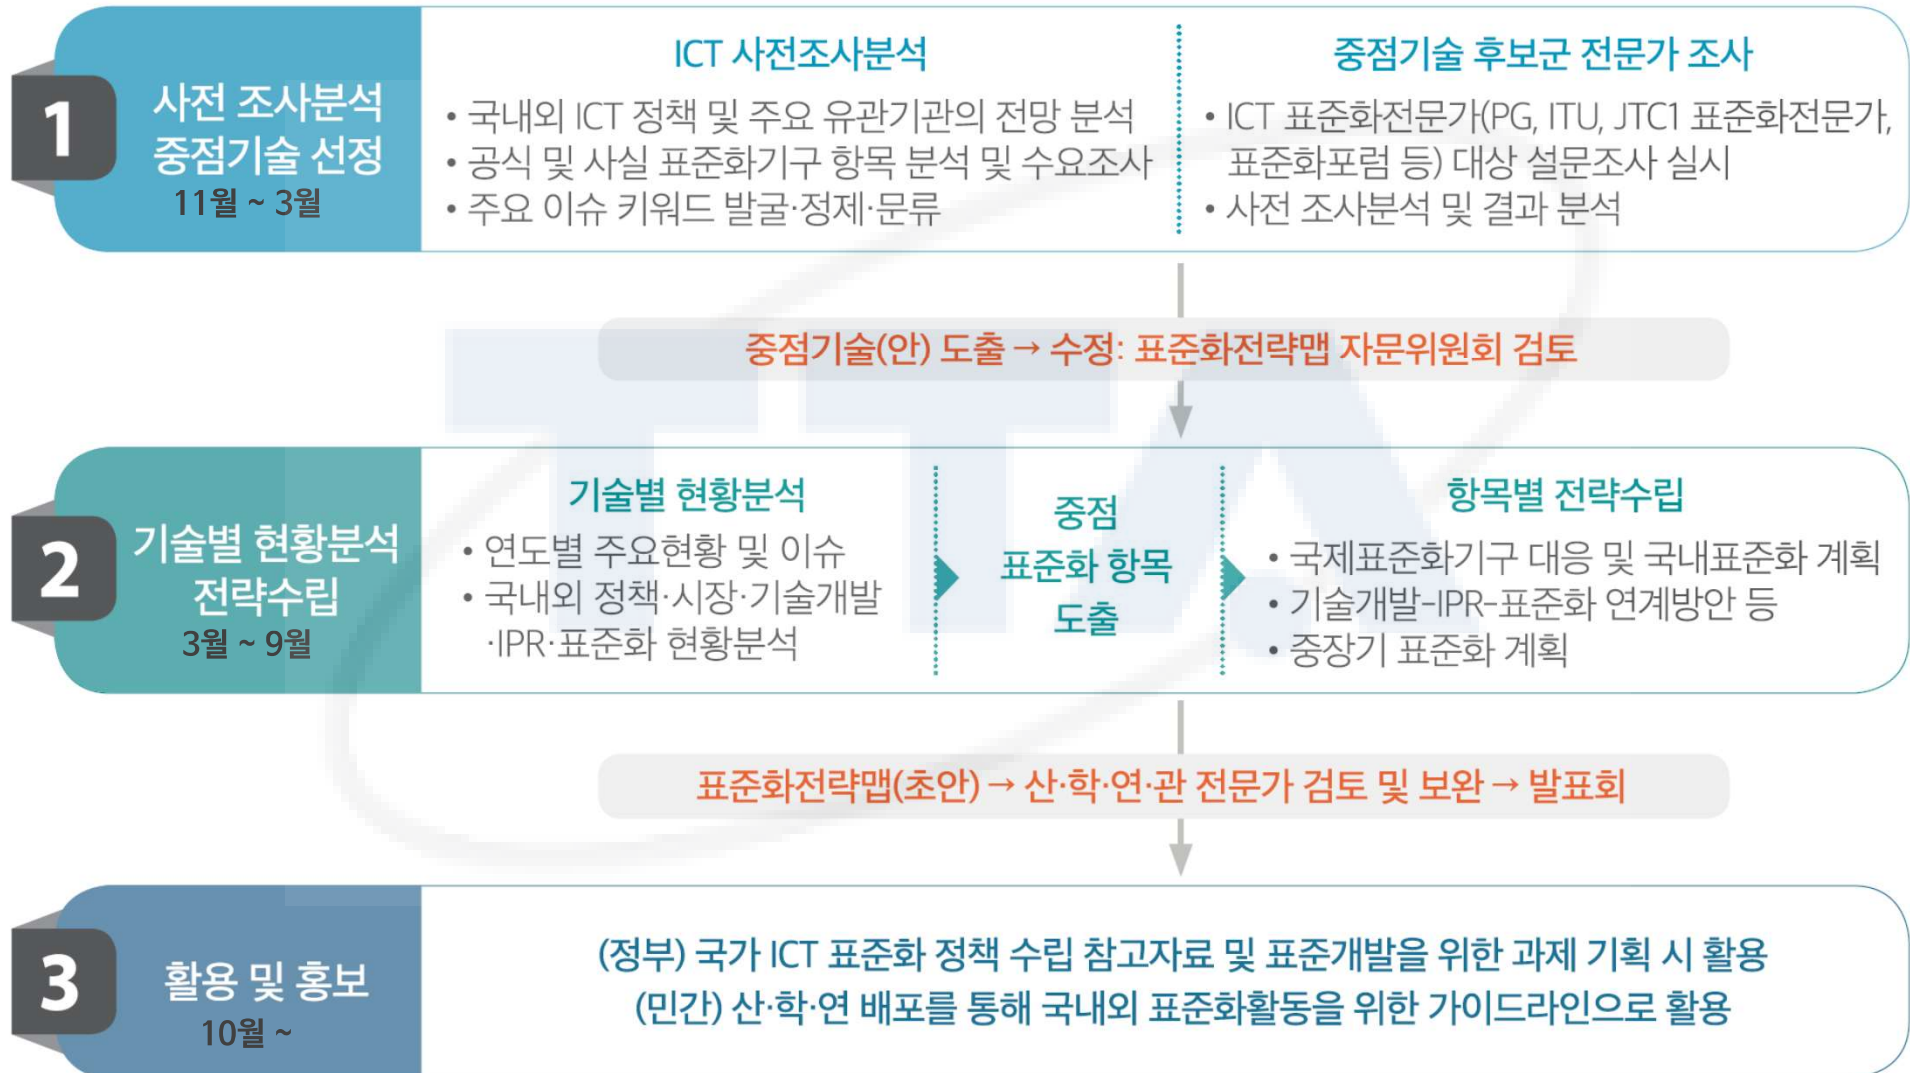 1
사전 조사분석
중점기술 선정
11월 ~ 3월
ICT 사전조사분석
• 국내외 ICT 정책 및 주요 유관기관의 전망 분석
• 공식 및 사실 표준화기구 항목 분석 및 수요조사
• 주요 이슈 키워드 발굴·정제·문류
중점기술 후보군 전문가 조사
• ICT 표준화전문가(PG, ITU, JTC1 표준화전문가,
표준화포럼 등) 대상 설문조사 실시
• 사전 조사분석 및 결과 분석
중점기술(안) 도출 → 수정: 표준화전략맵 자문위원회 검토
2
기술별 현황분석
전략수립
3월 ~ 9월
기술별 현황분석
• 연도별 주요현황 및 이슈
• 국내외 정책·시장·기술개발
·IPR·표준화 현황분석
중점
표준화 항목
도출
항목별 전략수립
• 국제표준화기구 대응 및 국내표준화 계획
• 기술개발-IPR-표준화 연계방안 등
• 중장기 표준화 계획
표준화전략맵(초안) → 산·학·연·관 전문가 검토 및 보완 → 발표회
3
활용 및 홍보
10월 ~
(정부) 국가 ICT 표준화 정책 수립 참고자료 및 표준개발을 위한 과제 기획 시 활용
(민간) 산·학·연 배포를 통해 국내외 표준화활동을 위한 가이드라인으로 활용
TTA